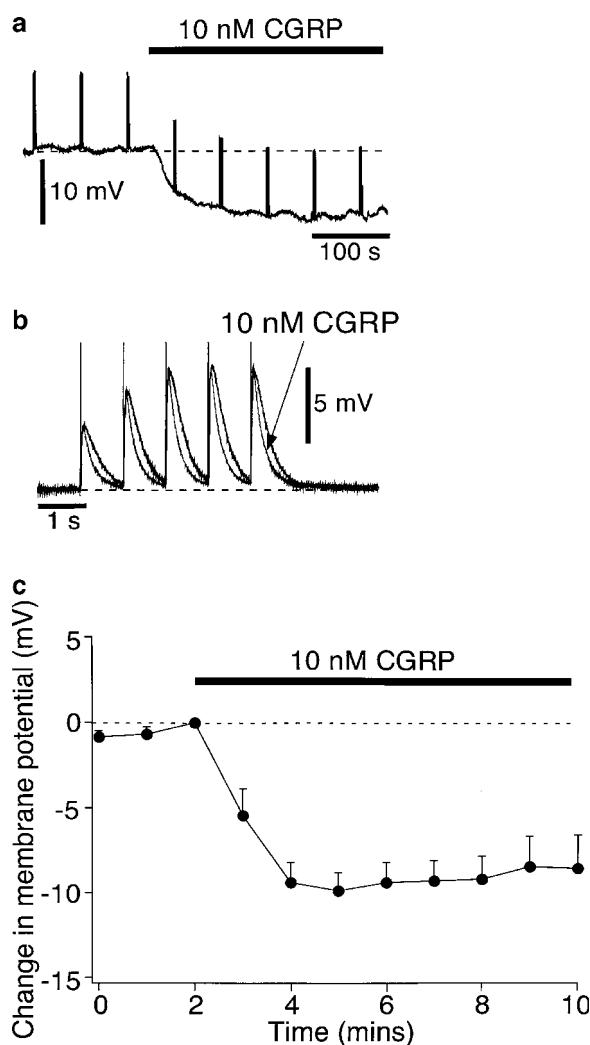 a
10 nM CGRP
10 mV
100 s
b
10 nM CGRP
5 mV
1 s
c
Change in membrane potential (mV)
10 nM CGRP
5
0
-5
-10
-15
0 2 4 6 8 10
Time (mins)